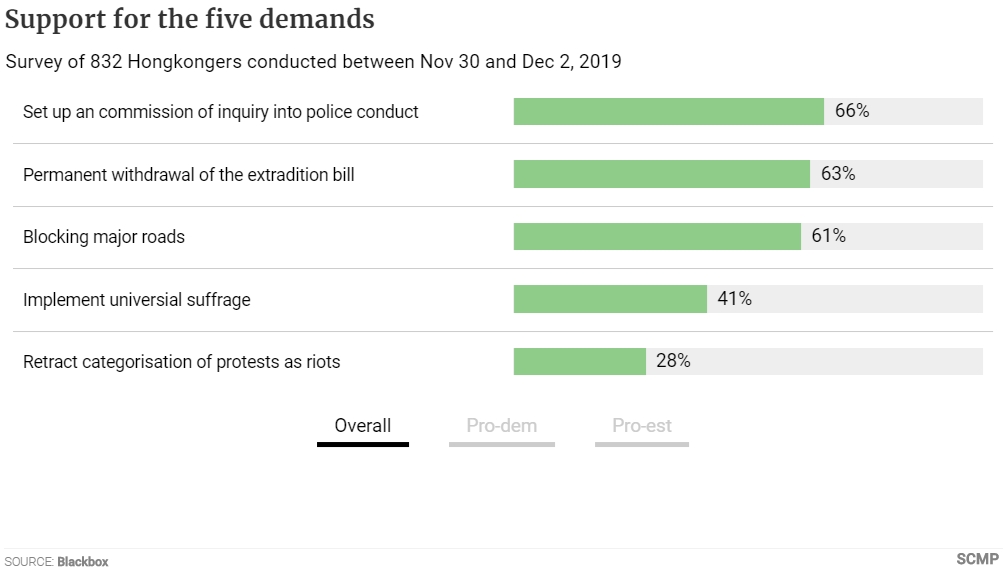 Support for the five demands
Survey of 832 Hongkongers conducted between Nov 30 and Dec 2, 2019
Set up an commission of inquiry into police conduct 66%
Permanent withdrawal of the extradition bill 63%
Blocking major roads 61%
Implement universial suffrage 41%
Retract categorisation of protests as riots 28%
Overall Pro-dem Pro-est
SOURCE: Blackbox SCMP